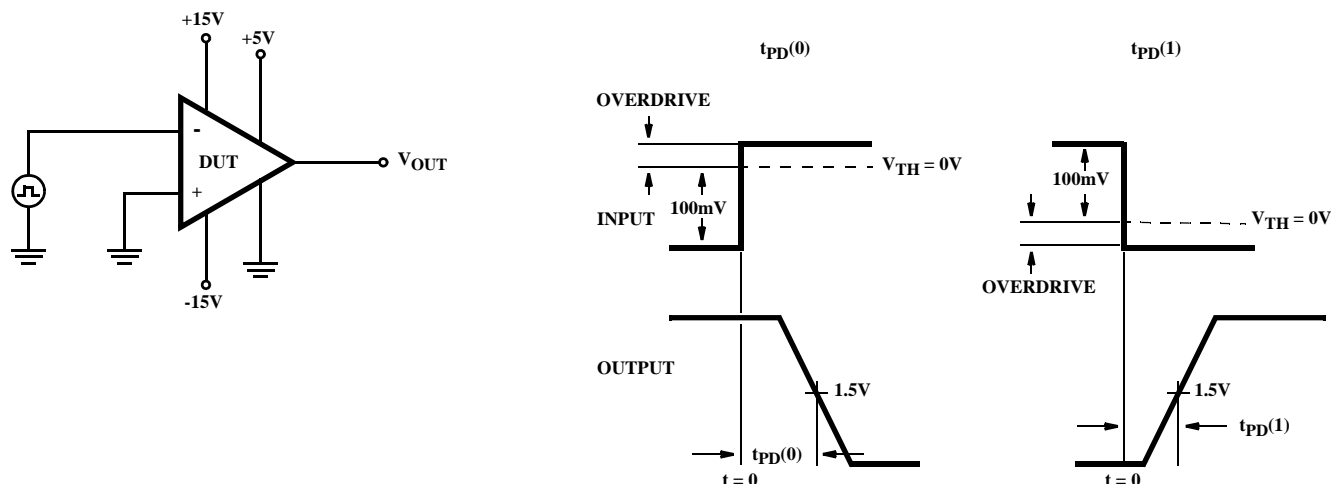 +15V
+5V
-
DUT
+
VOUT
-15V
tPD(0)
OVERDRIVE
VTH = 0V
100mV
INPUT
OUTPUT
1.5V
tPD(0)
t = 0
tPD(1)
100mV
VTH = 0V
OVERDRIVE
1.5V
tPD(1)
t = 0